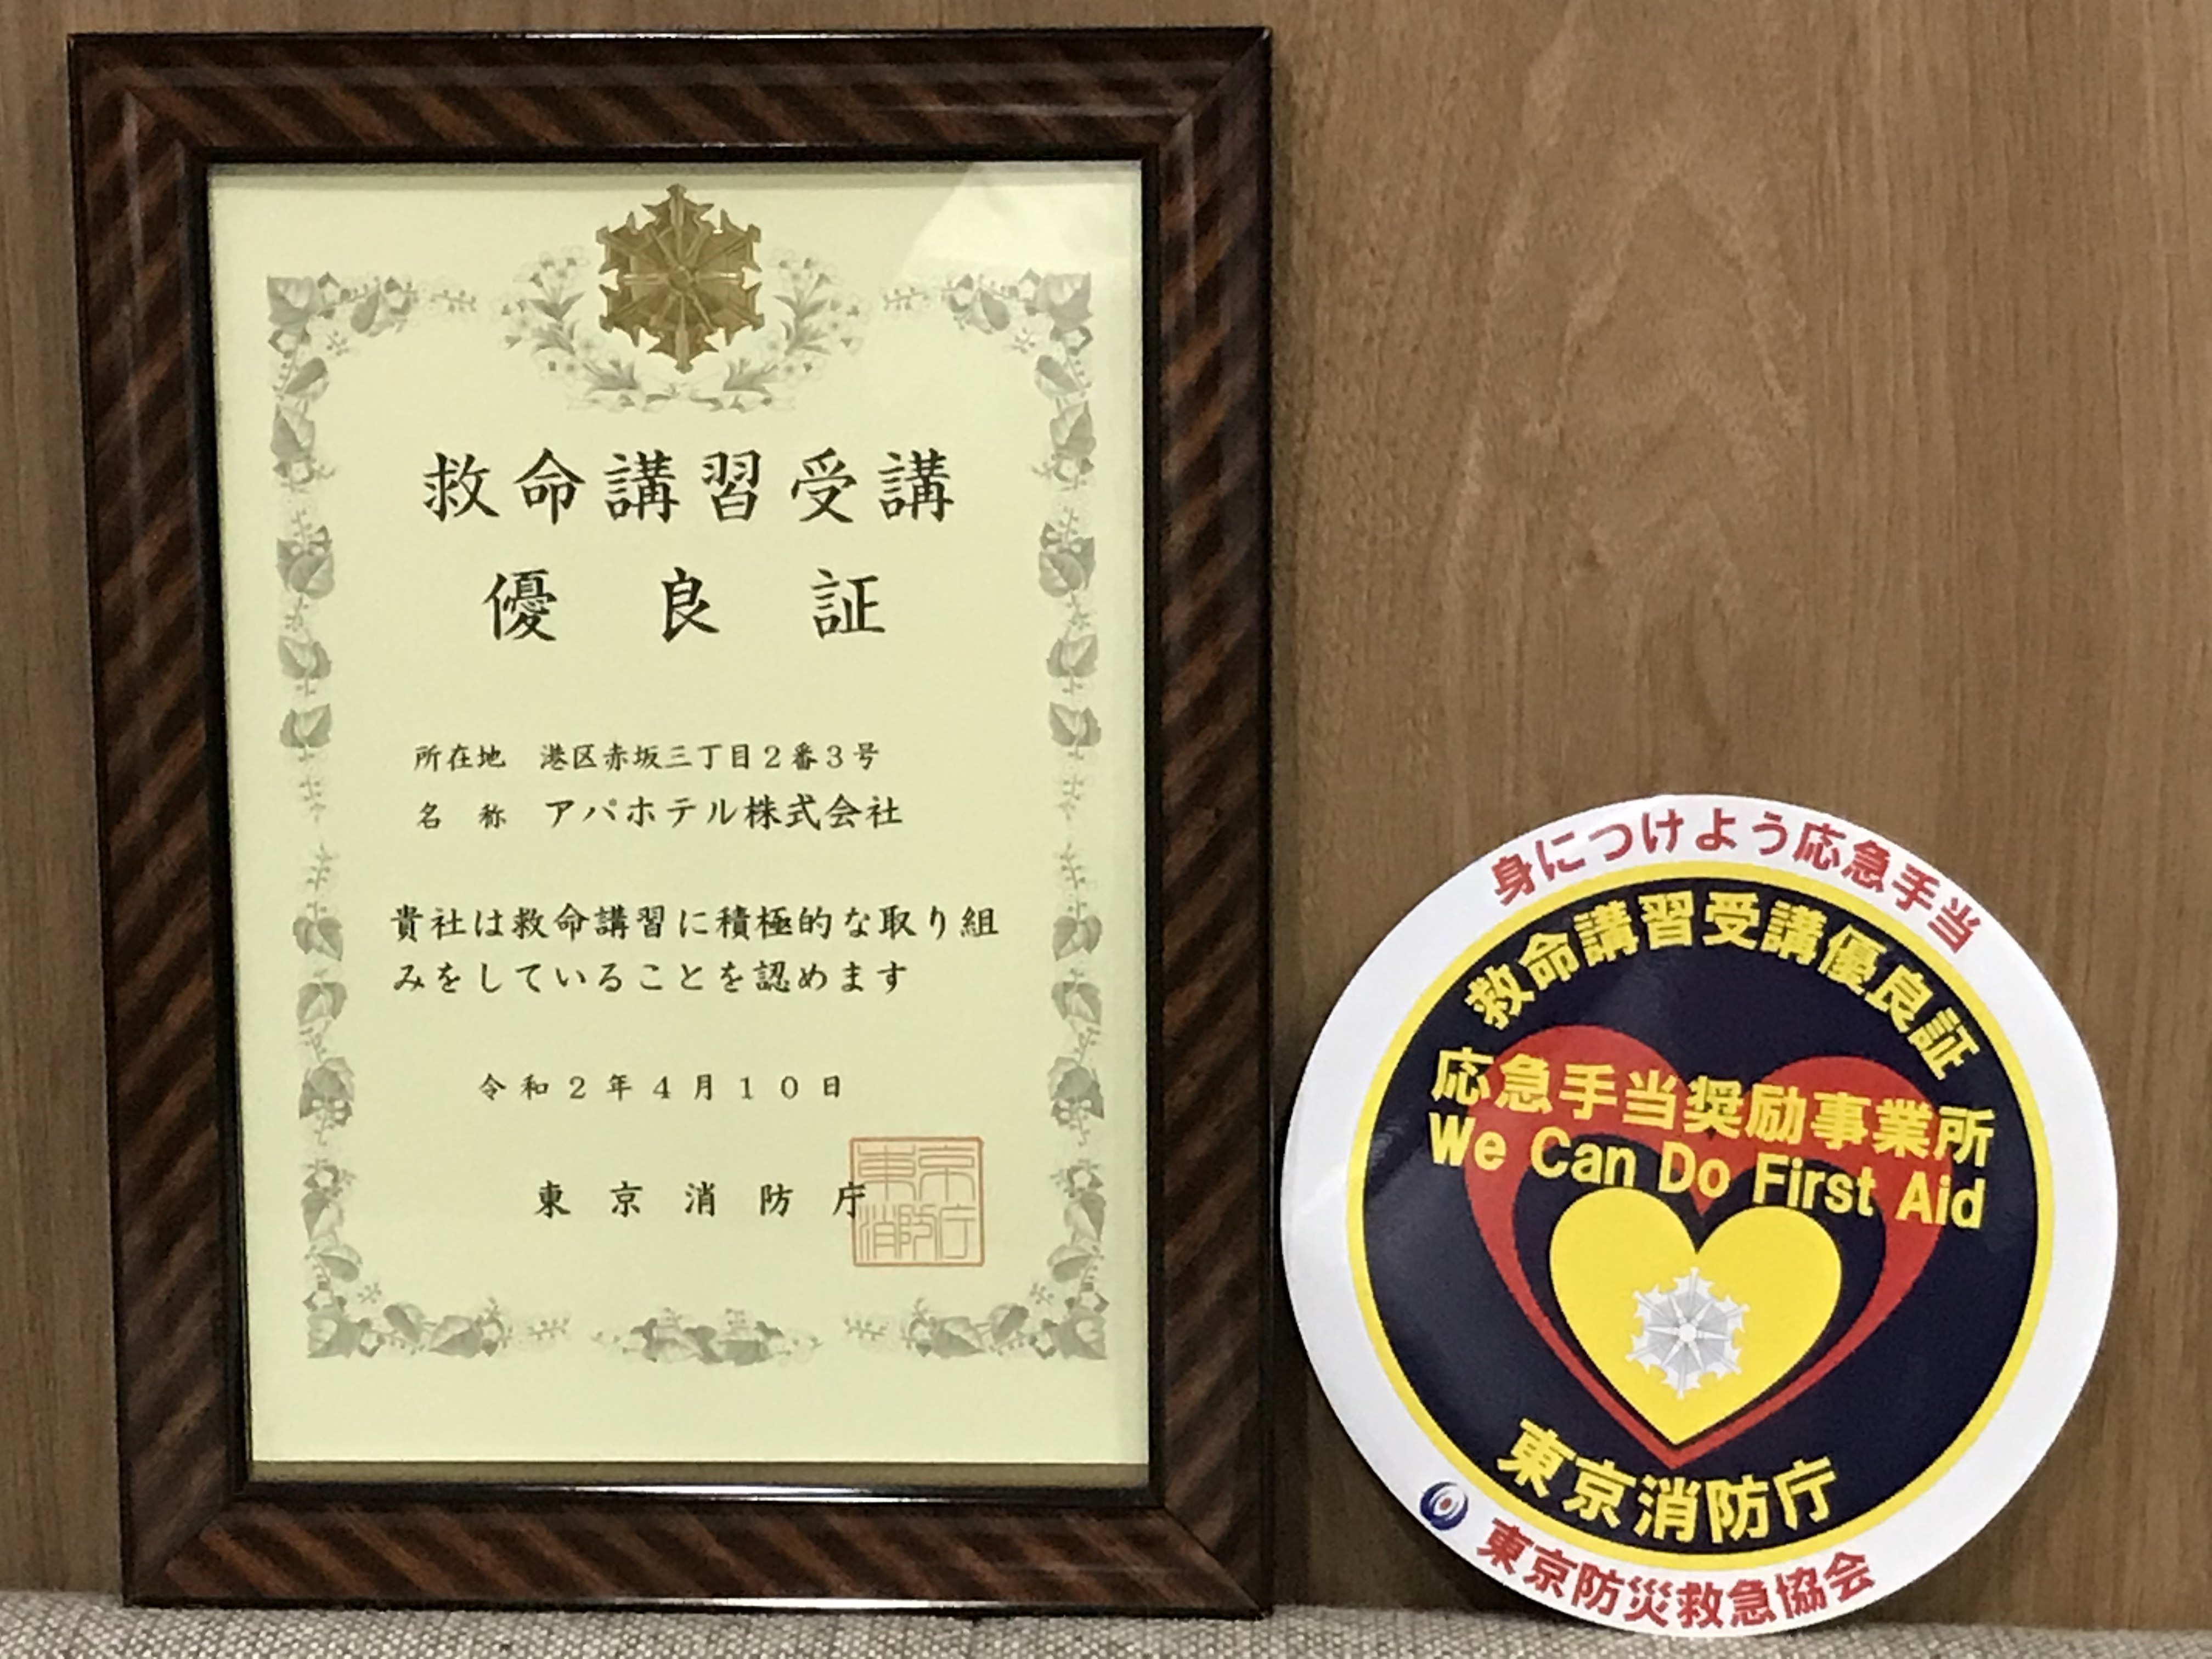 救命講習受講
優良証
所在地 港区赤坂三丁目2番3号
名称 アパホテル株式会社
貴社は救命講習に積極的な取り組
みをしていることを認めます
令和2年4月10日
東京消防庁
東京
消防庁
身につけよう応急手当
救命講習受講優良証
応急手当奨励事業所
We Can Do First Aid
東京消防庁
東京防災救急協会